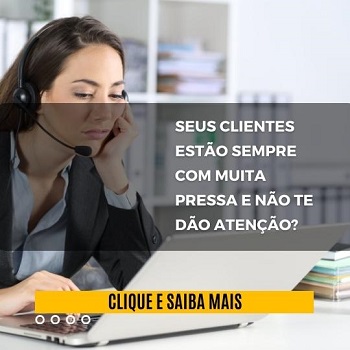 SEUS CLIENTES
ESTÃO SEMPRE
COM MUITA
PRESSA E NÃO TE
DÃO ATENÇÃO?
CLIQUE E SAIBA MAIS